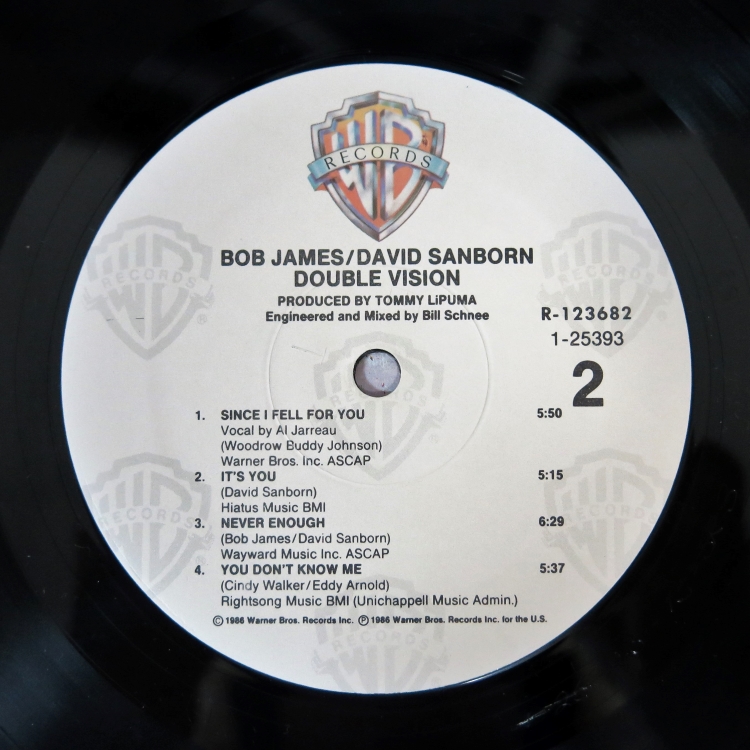 RECORDS
BOB JAMES/DAVID SANBORN
DOUBLE VISION
PRODUCED BY TOMMY LiPUMA
Engineered and Mixed by Bill Schnee
R-123682
1-25393
2
1. SINCE I FELL FOR YOU 5:50
Vocal by Al Jarreau
(Woodrow Buddy Johnson)
Warner Bros. Inc. ASCAP
2. IT'S YOU 5:15
(David Sanborn)
Hiatus Music BMI
3. NEVER ENOUGH 6:29
(Bob James/David Sanborn)
Wayward Music Inc. ASCAP
4. YOU DON'T KNOW ME 5:37
(Cindy Walker/Eddy Arnold)
Rightsong Music BMI (Unichappell Music Admin.)
© 1986 Warner Bros. Records Inc. ℗ 1986 Warner Bros. Records Inc. for the U.S.